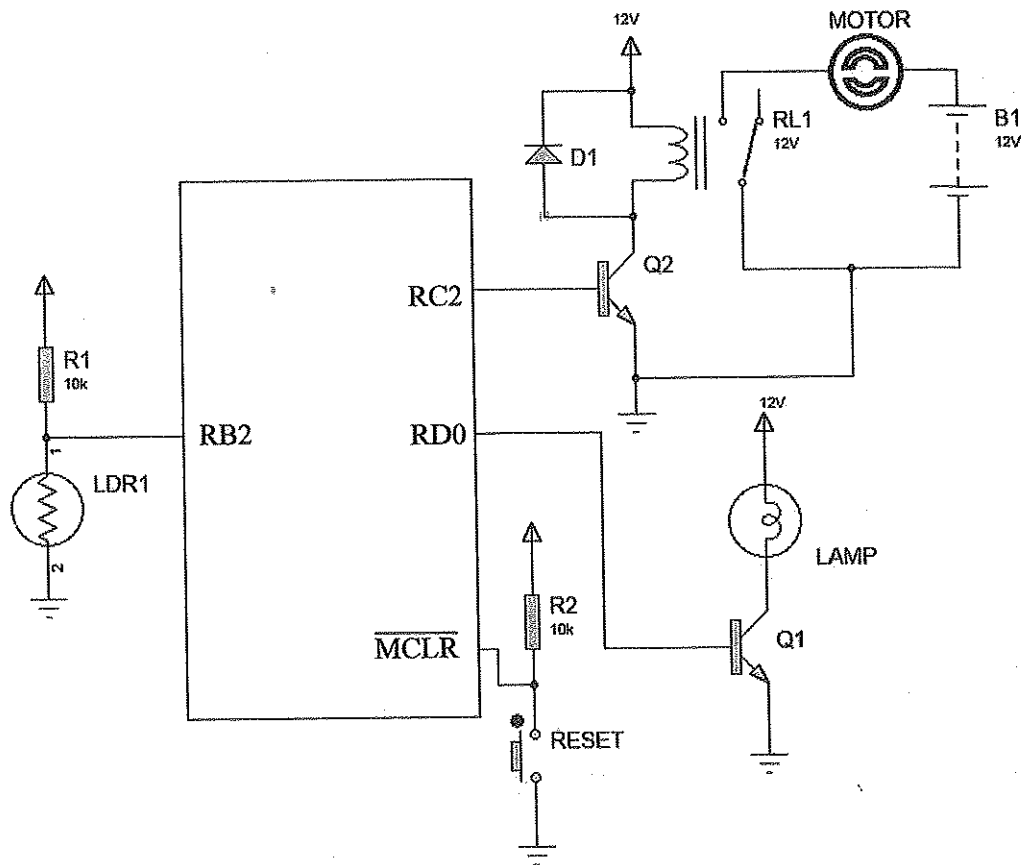 12V
MOTOR
D1
RL1
12V
B1
12V
Q2
RC2
R1
10k
12V
1
RB2
RD0
LDR1
2
LAMP
R2
10k
MCLR
Q1
RESET